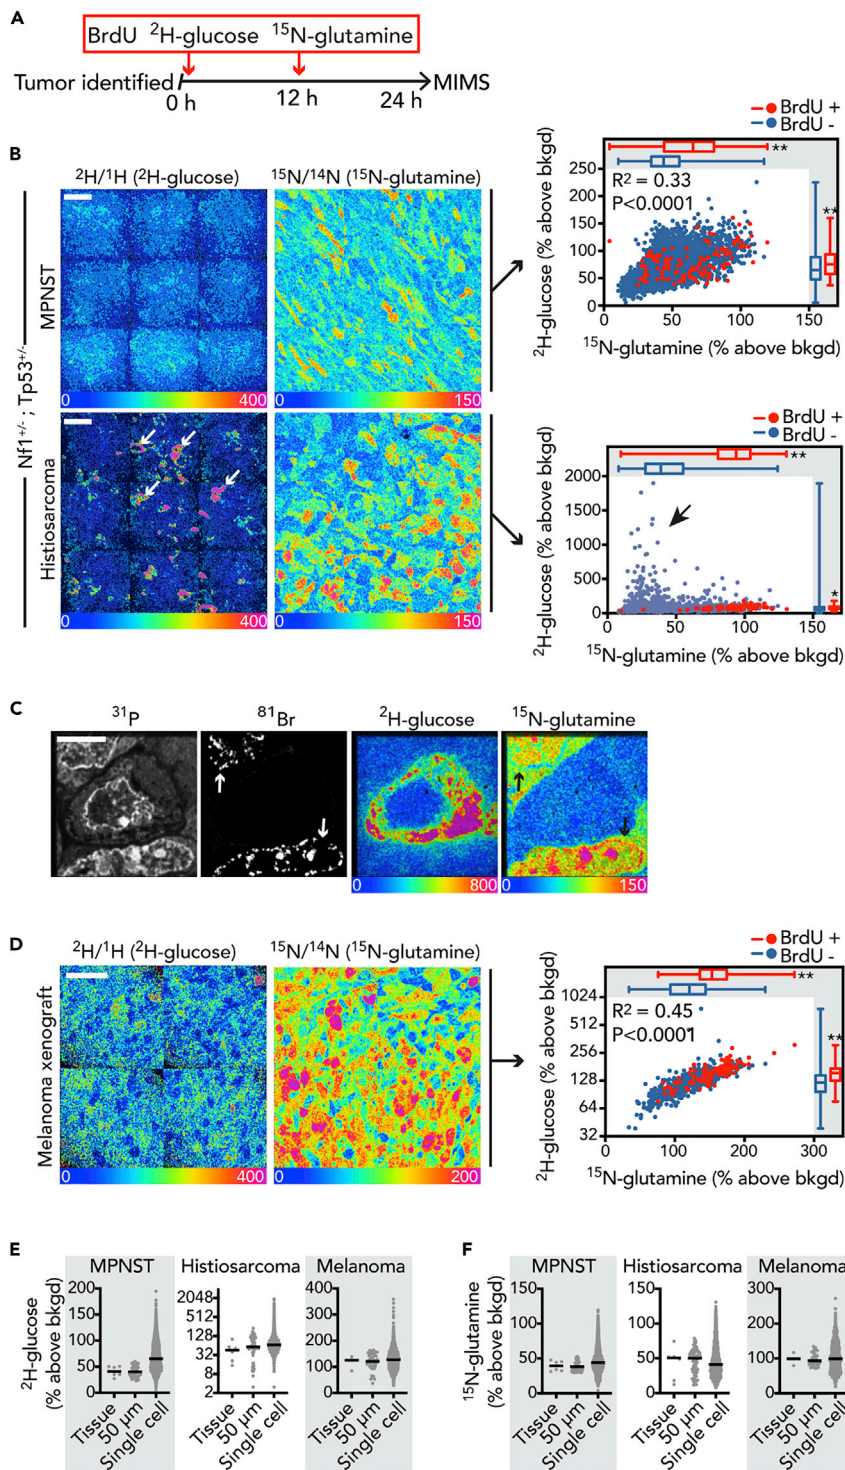 A
BrdU ²H-glucose ¹⁵N-glutamine
Tumor identified
MIMS
0 h
12 h
24 h
B
²H/¹H (²H-glucose)
¹⁵N/¹⁴N (¹⁵N-glutamine)
Nf1+/- ; Tp53+/-
MPNST
0 400
0 150
BrdU +
BrdU -
**
R² = 0.33
P<0.0001
**
250
200
150
100
50
0
0 50 100 150
²H-glucose (% above bkgd)
¹⁵N-glutamine (% above bkgd)
Histiosarcoma
0 400
0 150
BrdU +
BrdU -
**
*
2000
1500
1000
500
0
0 50 100 150
²H-glucose (% above bkgd)
¹⁵N-glutamine (% above bkgd)
C
³¹P
⁸¹Br
²H-glucose
¹⁵N-glutamine
0 800
0 150
D
²H/¹H (²H-glucose)
¹⁵N/¹⁴N (¹⁵N-glutamine)
Melanoma xenograft
0 400
0 200
BrdU +
BrdU -
**
R² = 0.45
P<0.0001
**
1024
512
256
128
64
32
0 100 200 300
²H-glucose (% above bkgd)
¹⁵N-glutamine (% above bkgd)
E
²H-glucose
(% above bkgd)
MPNST
200
150
100
50
0
Tissue
50 µm
Single cell
Histiosarcoma
2048
512
128
32
8
2
Tissue
50 µm
Single cell
Melanoma
400
300
200
100
0
Tissue
50 µm
Single cell
F
¹⁵N-glutamine
(% above bkgd)
MPNST
150
100
50
0
Tissue
50 µm
Single cell
Histiosarcoma
150
100
50
0
Tissue
50 µm
Single cell
Melanoma
300
200
100
0
Tissue
50 µm
Single cell